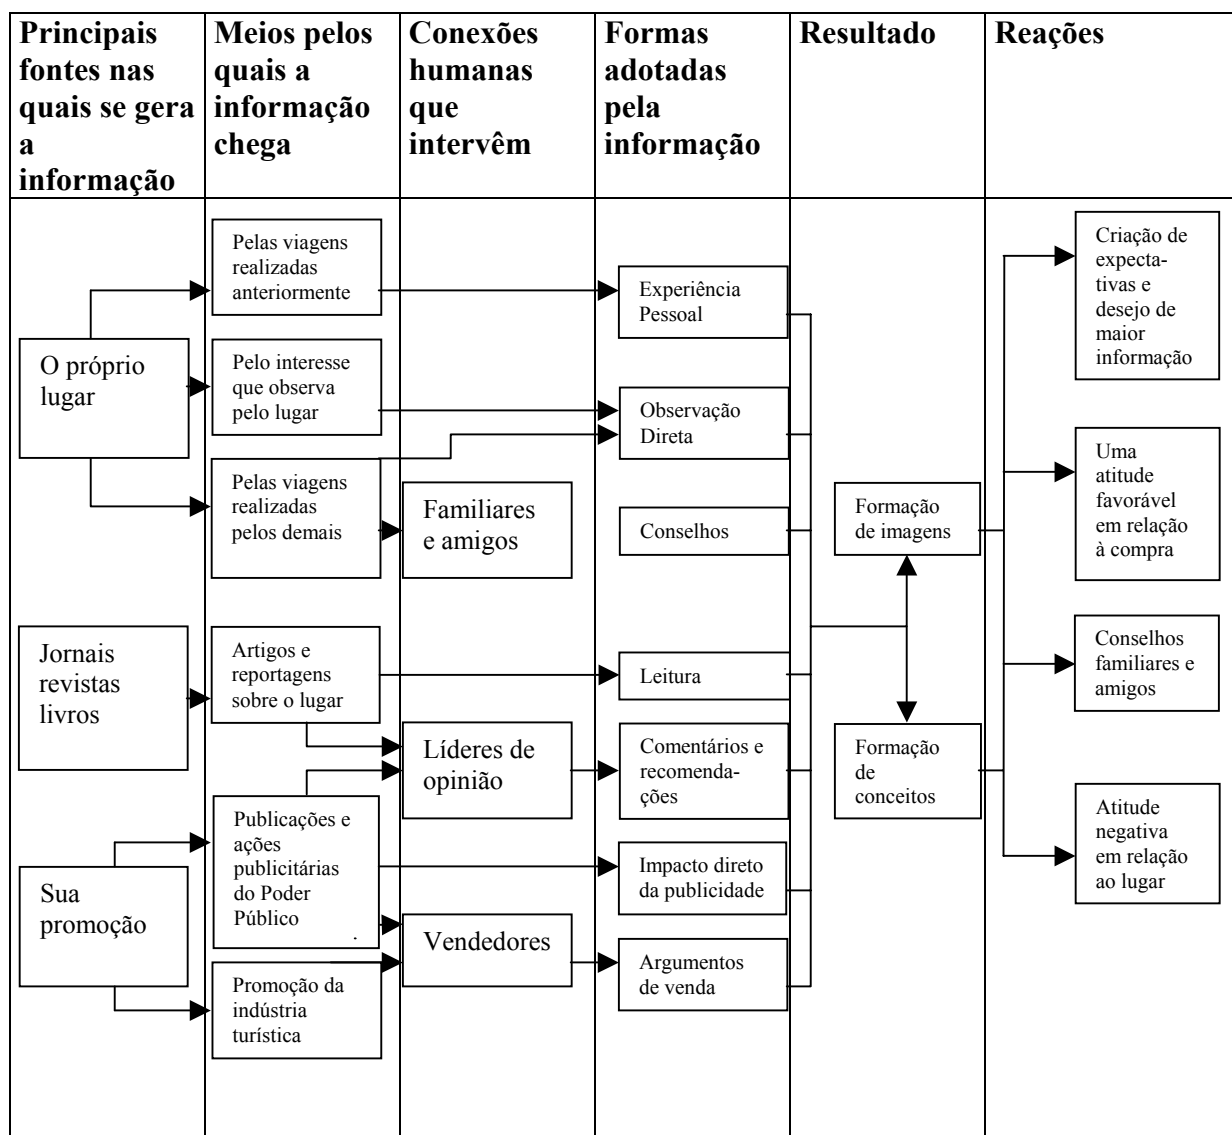 Principais
fontes nas
quais se gera
a
informação
Meios pelos
quais a
informação
chega
Conexões
humanas
que
intervêm
Formas
adotadas
pela
informação
Resultado
Reações
O próprio
lugar
Jornais
revistas
livros
Sua
promoção
Pelas viagens
realizadas
anteriormente
Pelo interesse
que observa
pelo lugar
Pelas viagens
realizadas
pelos demais
Artigos e
reportagens
sobre o lugar
Publicações e
ações
publicitárias
do Poder
Público
.
Promoção da
indústria
turística
Familiares
e amigos
Líderes de
opinião
Vendedores
Experiência
Pessoal
Observação
Direta
Conselhos
Leitura
Comentários e
recomenda-
ções
Impacto direto
da publicidade
Argumentos
de venda
Formação
de imagens
Formação
de
conceitos
Criação de
expecta-
tivas e
desejo de
maior
informação
Uma
atitude
favorável
em relação
à compra
Conselhos
familiares e
amigos
Atitude
negativa
em relação
ao lugar